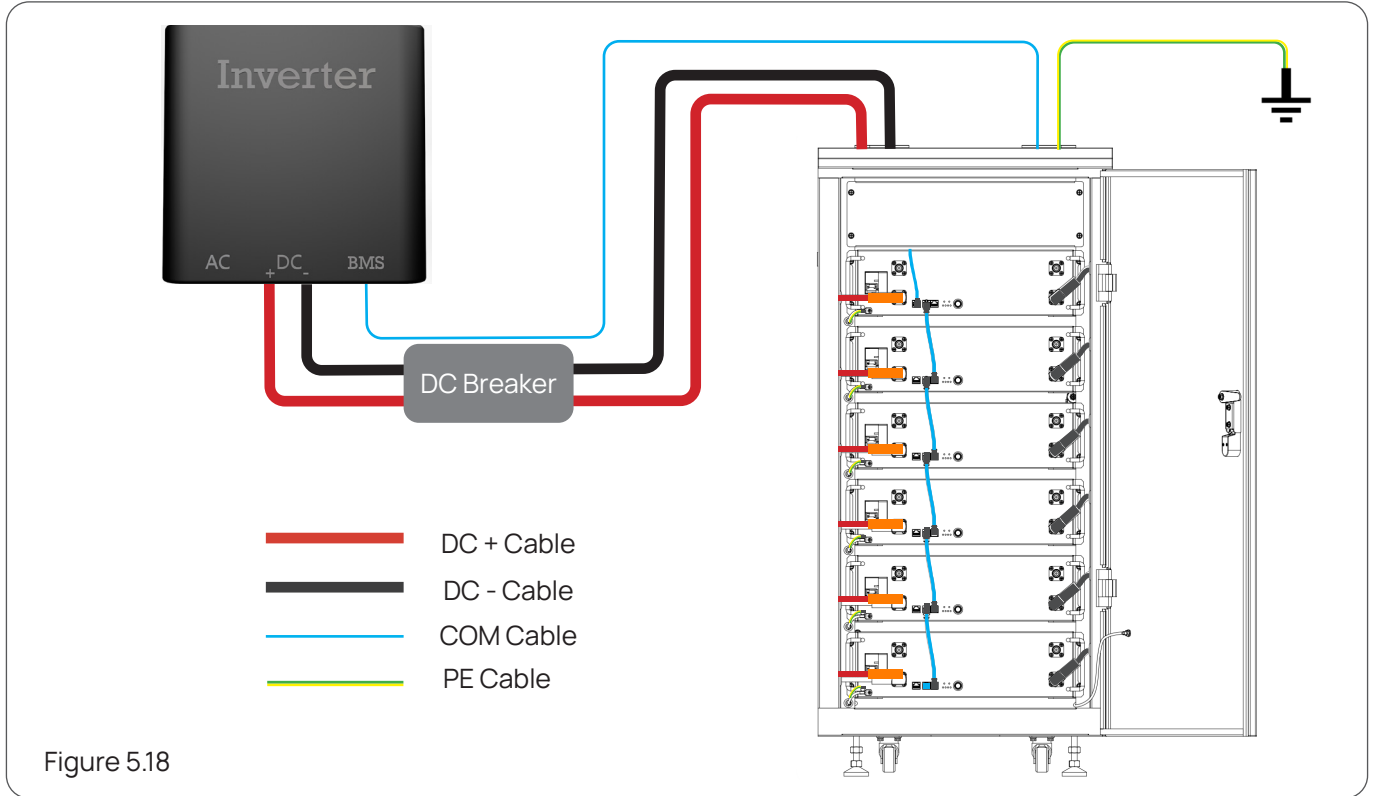 Inverter
AC + DC - BMS
DC Breaker
DC + Cable
DC - Cable
COM Cable
PE Cable
Figure 5.18